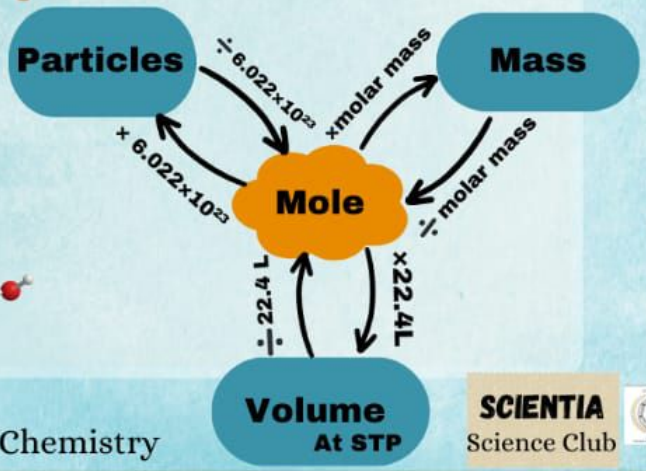 Particles
÷ 6.022×10²³
× 6.022×10²³
×molar mass
Mass
÷ molar mass
Mole
÷ 22.4 L
×22.4L
Volume
At STP
Chemistry
SCIENTIA
Science Club